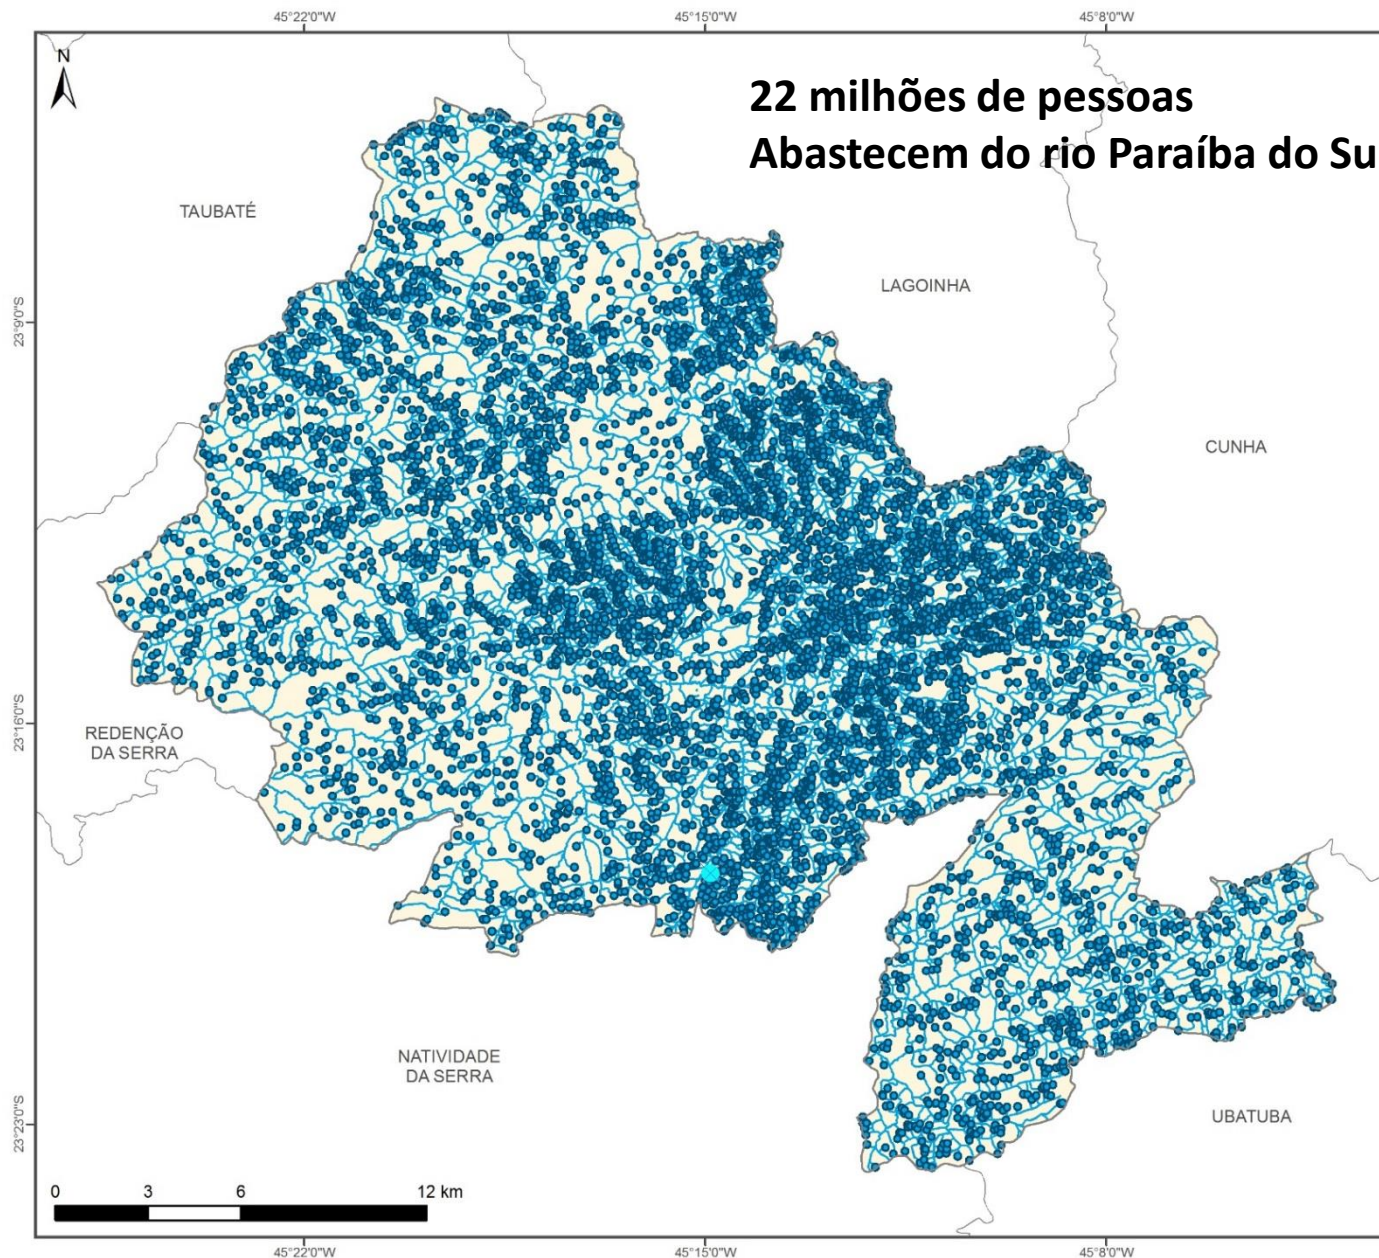 45°22'0"W
45°15'0"W
45°8'0"W
N
22 milhões de pessoas
Abastecem do rio Paraíba do Su
TAUBATÉ
LAGOINHA
23°9'0"S
CUNHA
23°16'0"S
REDENÇÃO
DA SERRA
NATIVIDADE
DA SERRA
UBATUBA
23°23'0"S
0 3 6 12 km
45°22'0"W
45°15'0"W
45°8'0"W